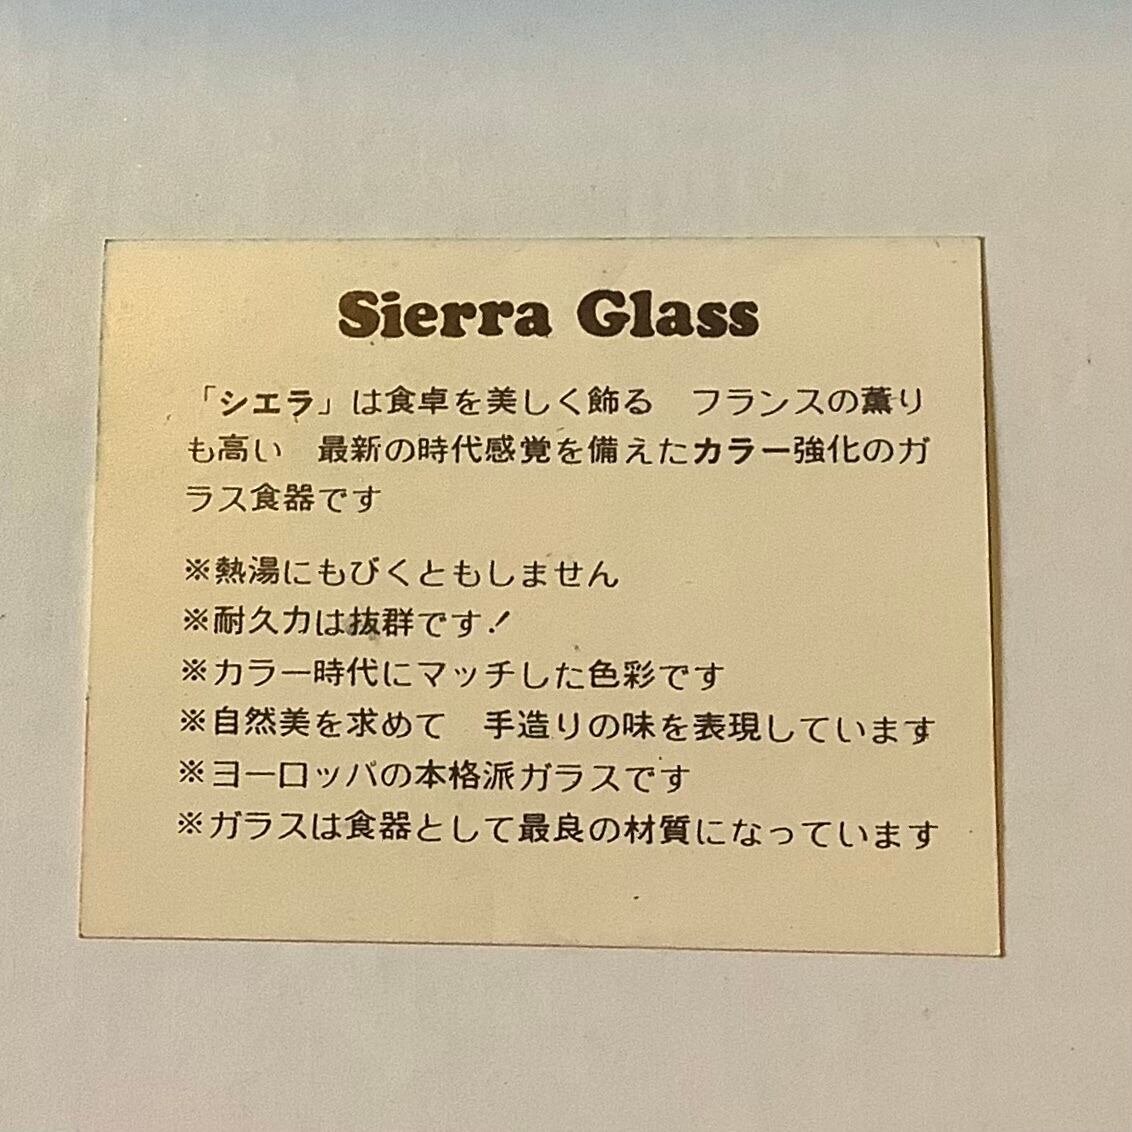 Sierra Glass
「シエラ」は食卓を美しく飾る　フランスの薫り
も高い　最新の時代感覚を備えたカラー強化のガ
ラス食器です
※熱湯にもびくともしません
※耐久力は抜群です!
※カラー時代にマッチした色彩です
※自然美を求めて　手造りの味を表現しています
※ヨーロッパの本格派ガラスです
※ガラスは食器として最良の材質になっています